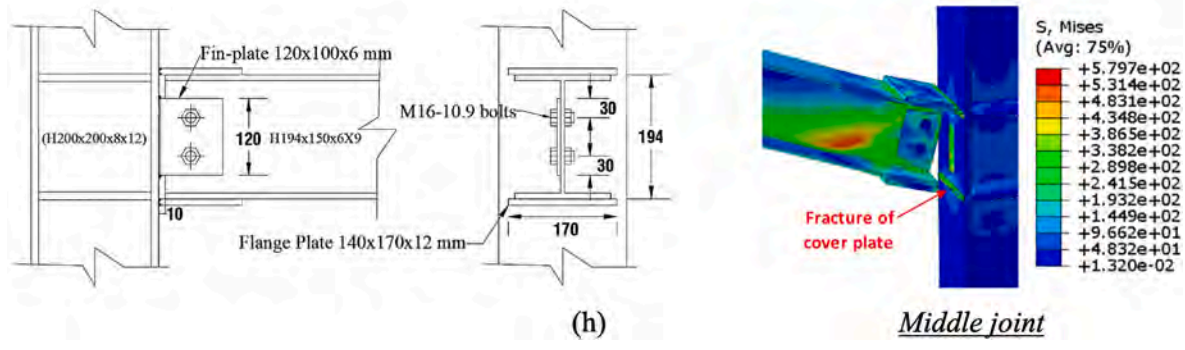 Fin-plate 120x100x6 mm
(H200x200x8x12)
120
H194x150x6X9
10
Flange Plate 140x170x12 mm
M16-10.9 bolts
30
30
194
170
(h)
S, Mises
(Avg: 75%)
+5.797e+02
+5.314e+02
+4.831e+02
+4.348e+02
+3.865e+02
+3.382e+02
+2.898e+02
+2.415e+02
+1.932e+02
+1.449e+02
+9.662e+01
+4.832e+01
+1.320e-02
Fracture of
cover plate
Middle joint